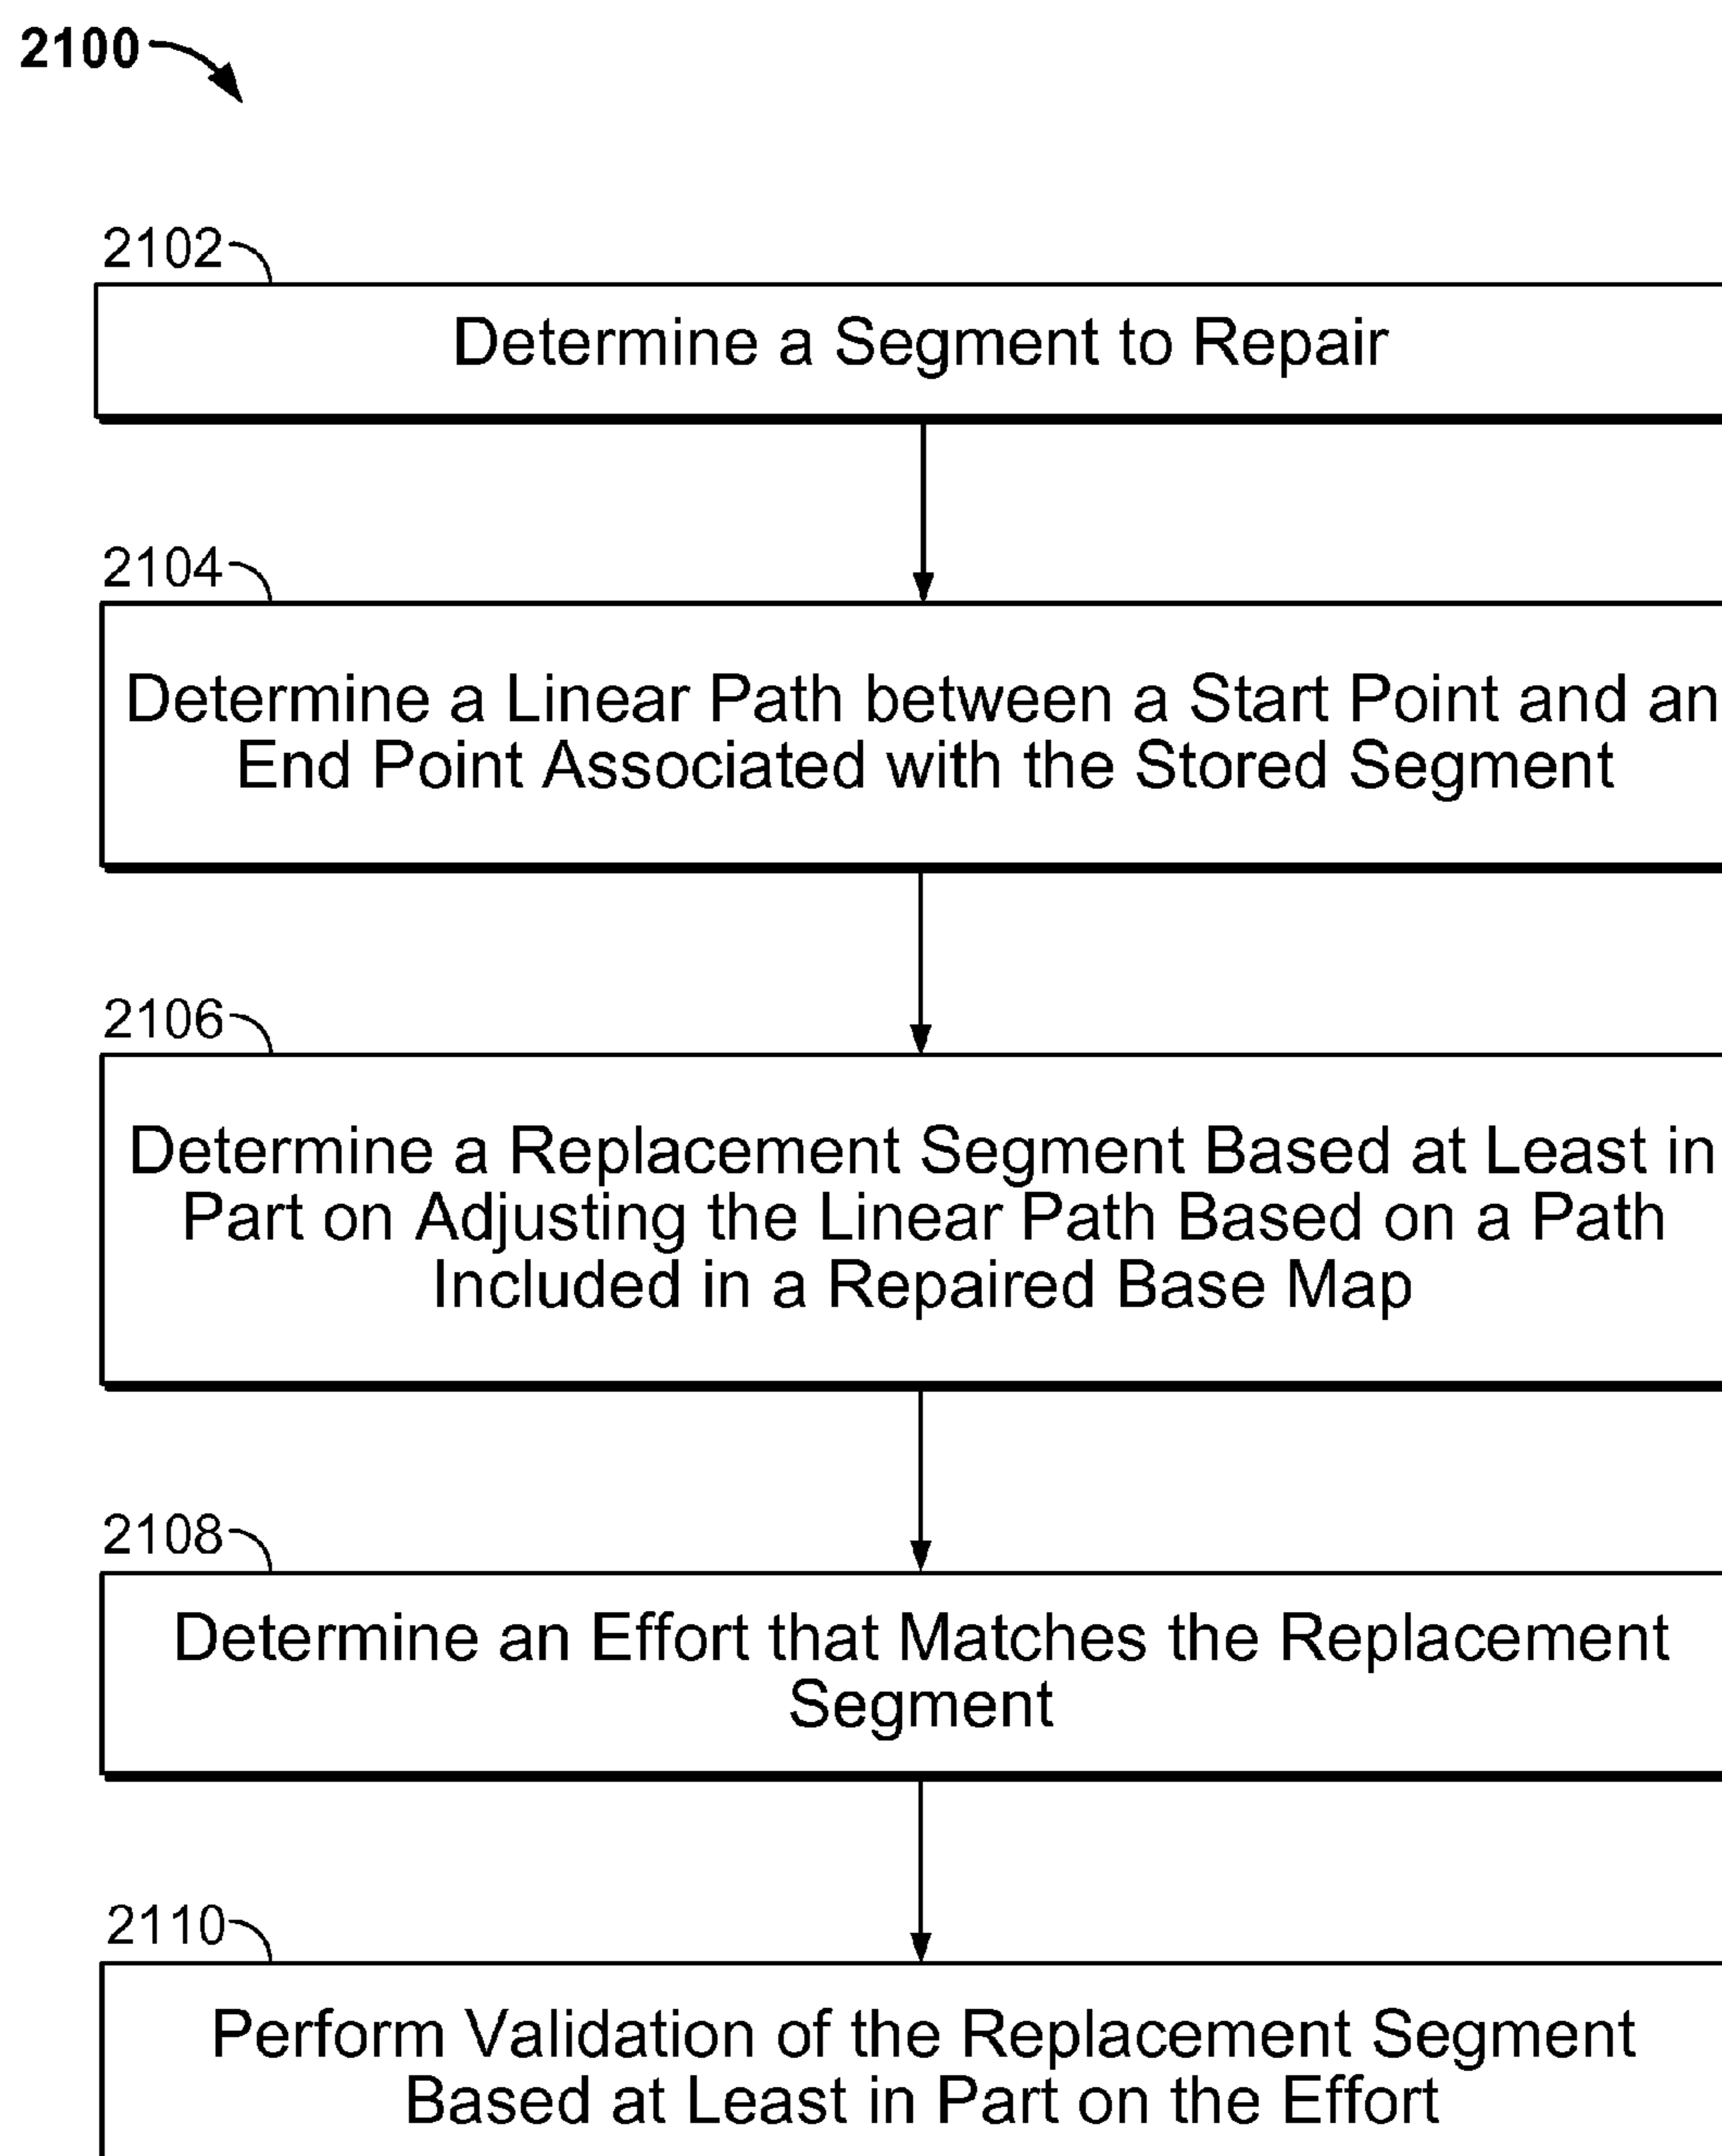 2100
2102
Determine a Segment to Repair
2104
Determine a Linear Path between a Start Point and an
End Point Associated with the Stored Segment
2106
Determine a Replacement Segment Based at Least in
Part on Adjusting the Linear Path Based on a Path
Included in a Repaired Base Map
2108
Determine an Effort that Matches the Replacement
Segment
2110
Perform Validation of the Replacement Segment
Based at Least in Part on the Effort